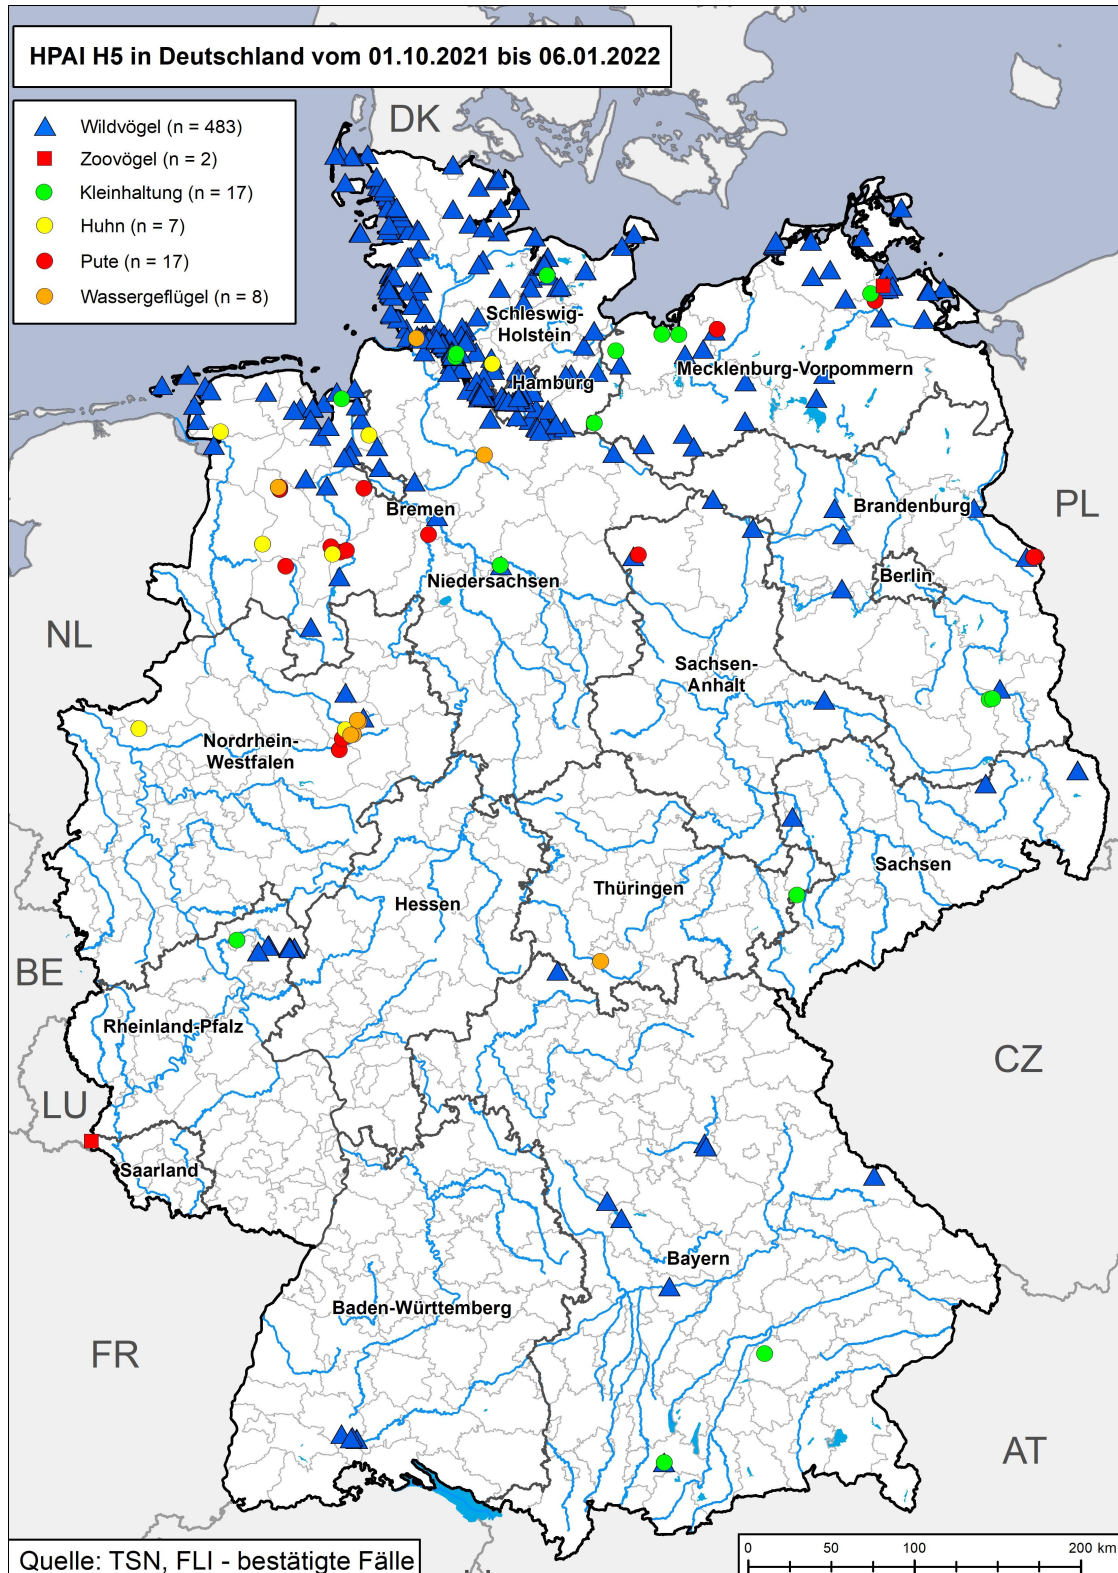 HPAI H5 in Deutschland vom 01.10.2021 bis 06.01.2022
Wildvögel (n = 483)
Zoovögel (n = 2)
Kleinhaltung (n = 17)
Huhn (n = 7)
Pute (n = 17)
Wassergeflügel (n = 8)
DK
Schleswig-
Holstein
Hamburg
Mecklenburg-Vorpommern
Bremen
Brandenburg
PL
Berlin
Niedersachsen
NL
Sachsen-
Anhalt
Nordrhein-
Westfalen
Sachsen
Thüringen
Hessen
BE
Rheinland-Pfalz
CZ
LU
Saarland
Bayern
Baden-Württemberg
FR
AT
Quelle: TSN, FLI - bestätigte Fälle
0 50 100 200 km